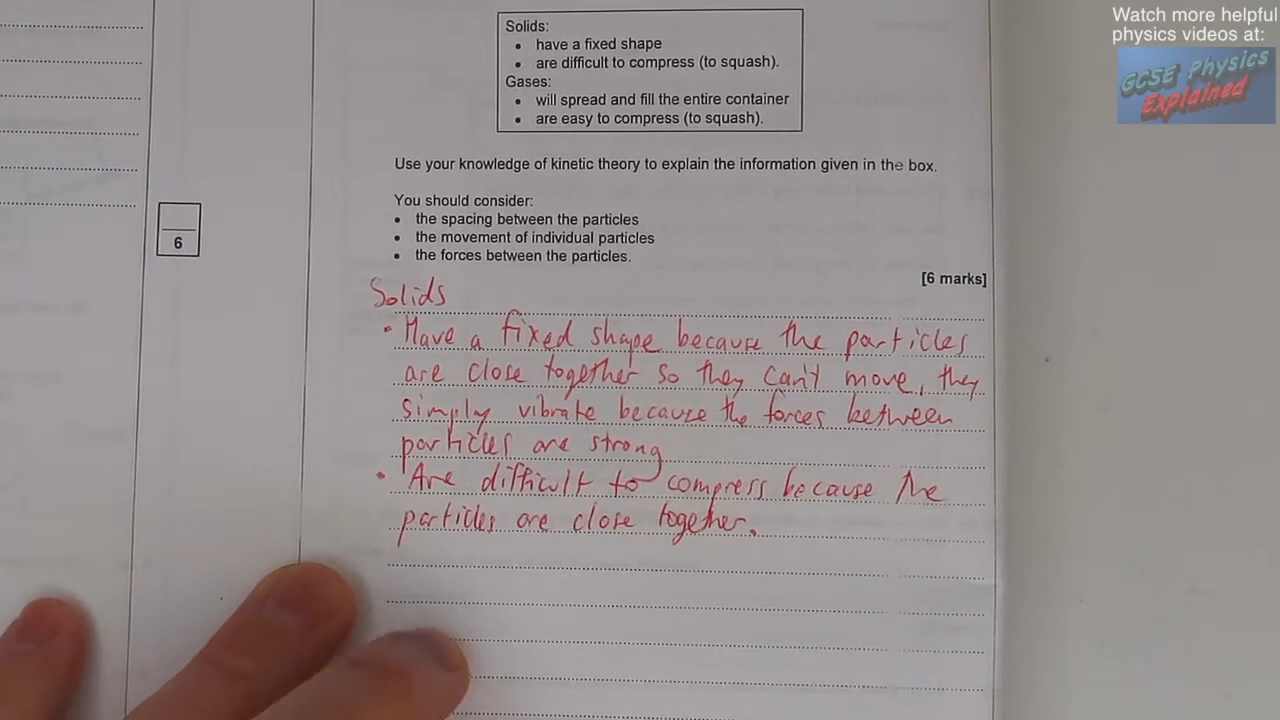 Watch more helpful
physics videos at:
GCSE Physics
Explained
Solids:
• have a fixed shape
• are difficult to compress (to squash).
Gases:
• will spread and fill the entire container
• are easy to compress (to squash).
Use your knowledge of kinetic theory to explain the information given in the box.
You should consider:
• the spacing between the particles
• the movement of individual particles
• the forces between the particles.
6
[6 marks]
Solids
• Have a fixed shape because the particles
are close together so they can't move, they
simply vibrate because the forces between
particles are strong
• Are difficult to compress because the
particles are close together.